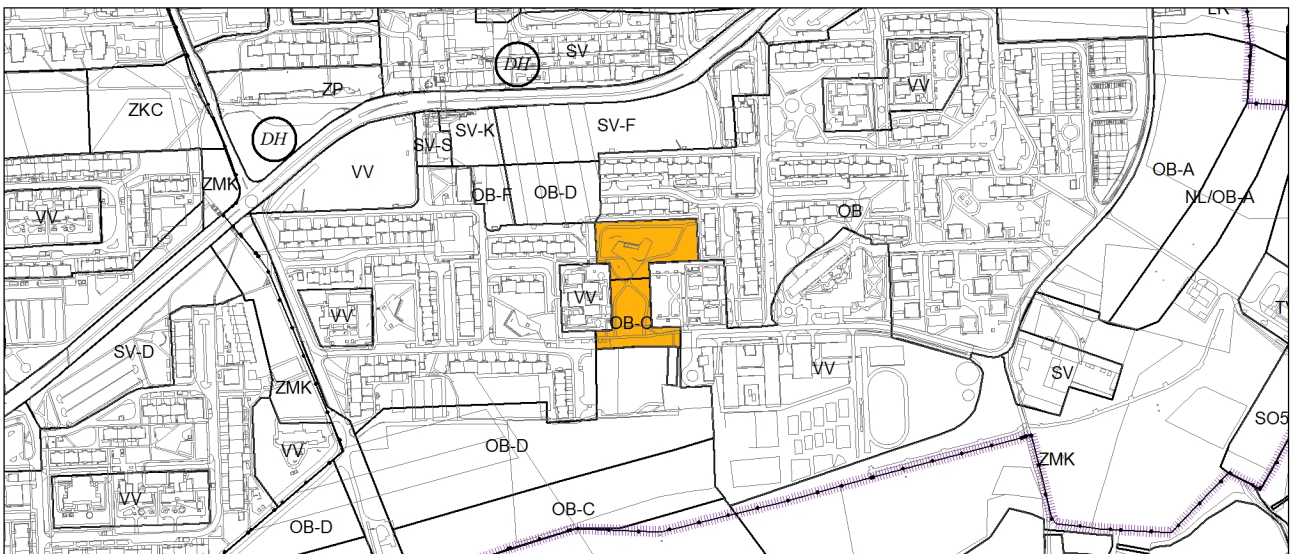 LR
SV
DH
VV
ZP
ZKC
SV-K
SV-F
DH
SV-S
VV
OB-A
ZMK
OB-F
OB-D
NL/OB-A
VV
OB
VV
VV
OB-O
SV-D
VV
SV
ZMK
SO5
OB-D
VV
ZMK
VV
OB-C
OB-D